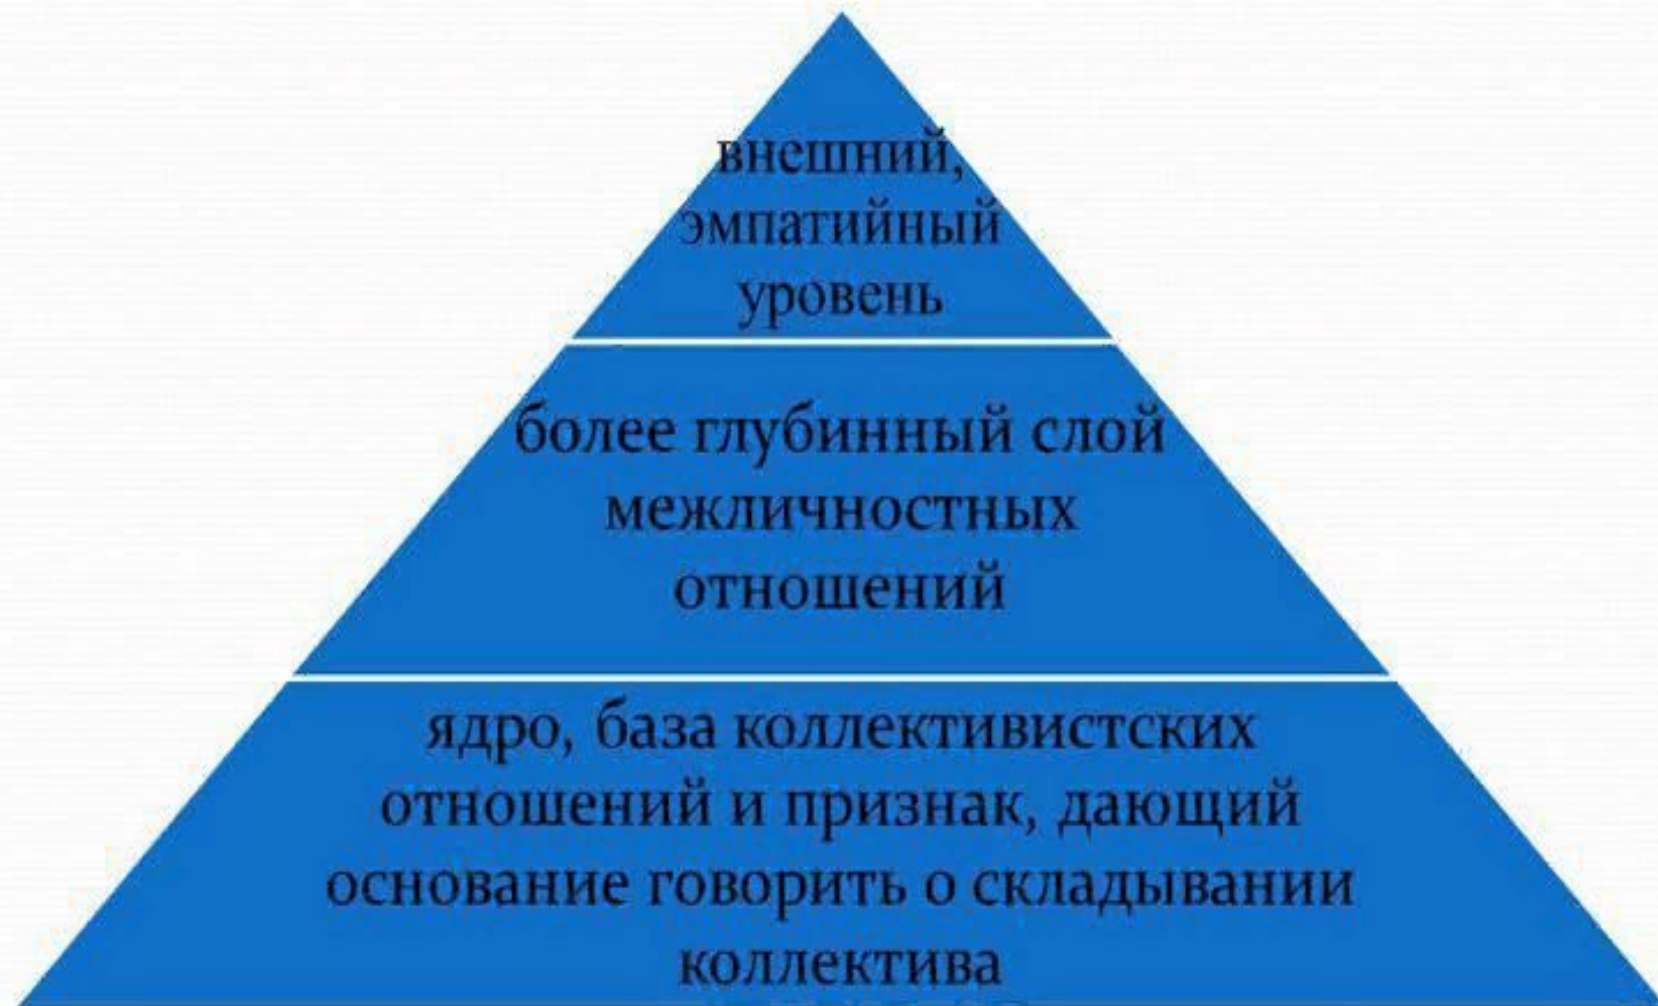 внешний,
эмпатийный
уровень
более глубинный слой
межличностных
отношений
ядро, база коллективистских
отношений и признак, дающий
основание говорить о складывании
коллектива